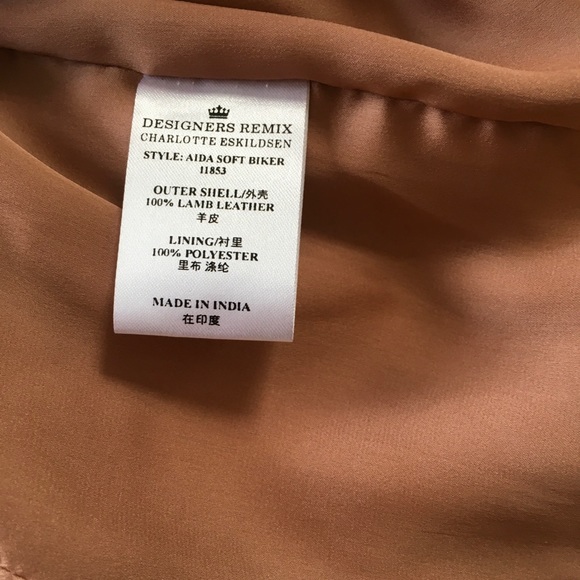 DESIGNERS REMIX
CHARLOTTE ESKILDSEN
STYLE: AIDA SOFT BIKER
11853
OUTER SHELL/外壳
100% LAMB LEATHER
羊皮
LINING/衬里
100% POLYESTER
里布 涤纶
MADE IN INDIA
在印度